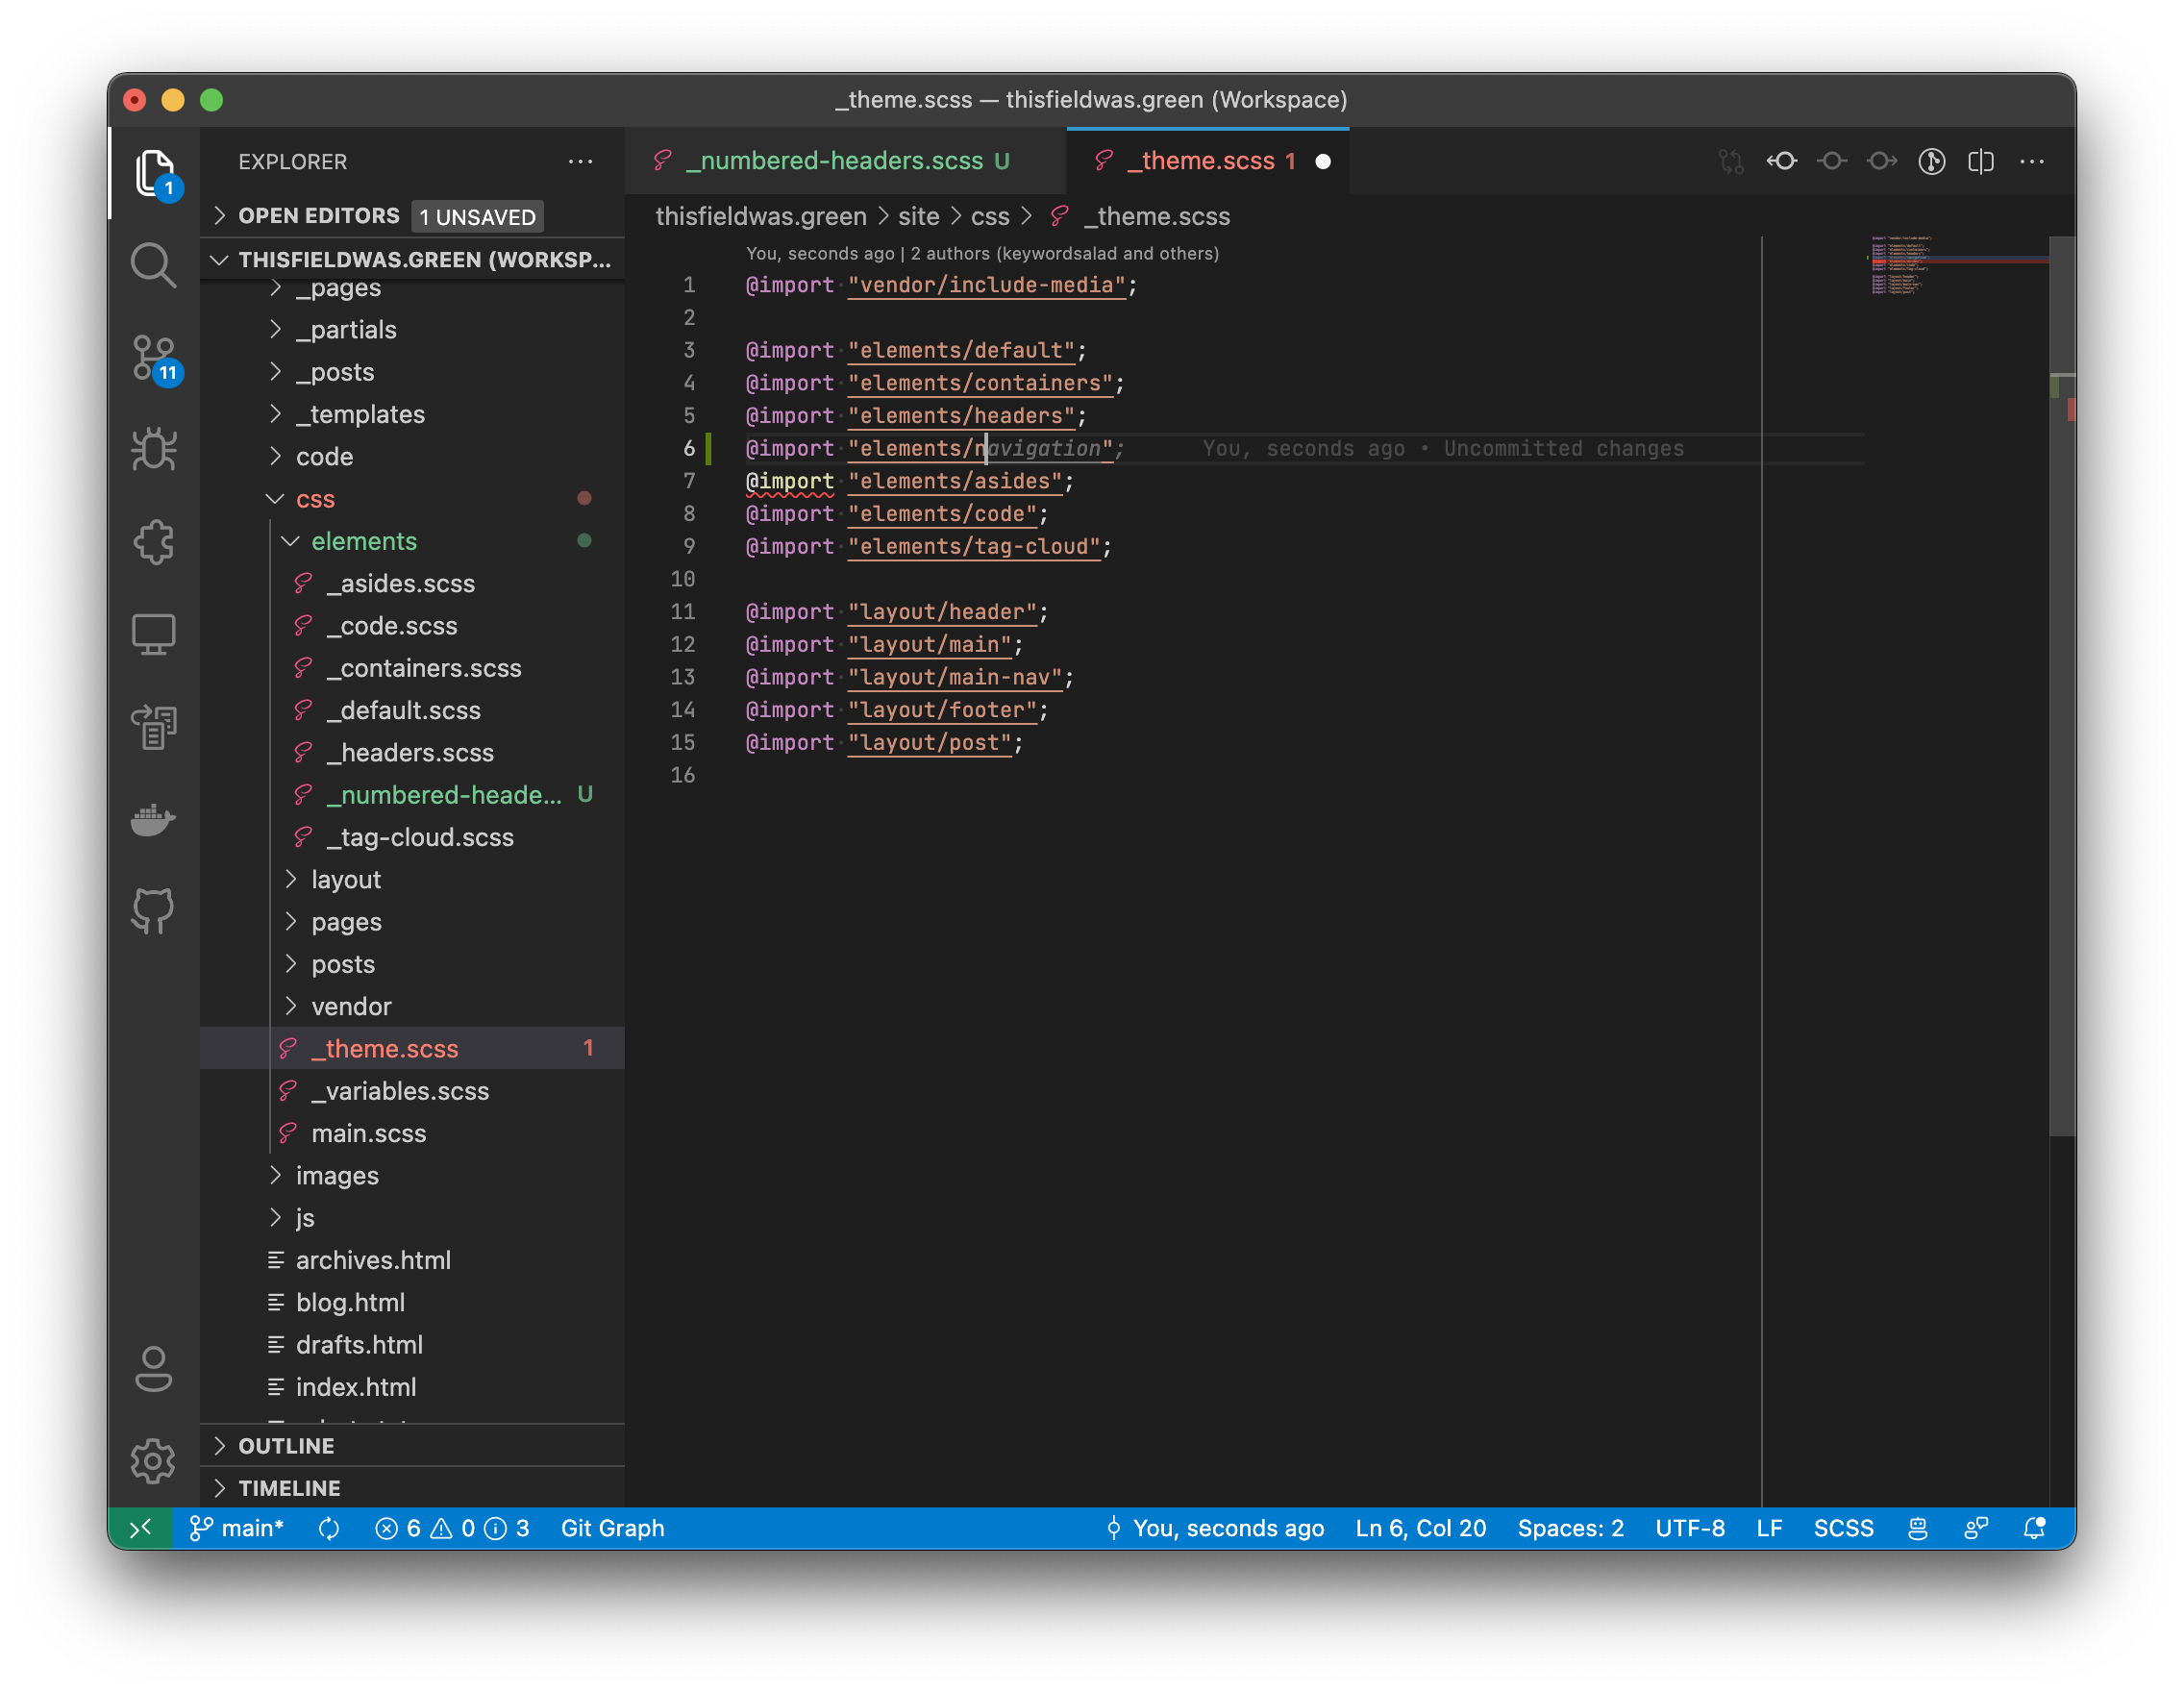 _theme.scss — thisfieldwas.green (Workspace)
EXPLORER
1
OPEN EDITORS 1 UNSAVED
THISFIELDWAS.GREEN (WORKSP...
_pages
_partials
_posts
11
_templates
code
css
elements
_asides.scss
_code.scss
_containers.scss
_default.scss
_headers.scss
_numbered-heade... U
_tag-cloud.scss
layout
pages
posts
vendor
_theme.scss 1
_variables.scss
main.scss
images
js
archives.html
blog.html
drafts.html
index.html
OUTLINE
TIMELINE
_numbered-headers.scss U
_theme.scss 1
thisfieldwas.green > site > css > _theme.scss
You, seconds ago | 2 authors (keywordsalad and others)
1 @import "vendor/include-media";
2
3 @import "elements/default";
4 @import "elements/containers";
5 @import "elements/headers";
6 @import "elements/navigation"; You, seconds ago • Uncommitted changes
7 @import "elements/asides";
8 @import "elements/code";
9 @import "elements/tag-cloud";
10
11 @import "layout/header";
12 @import "layout/main";
13 @import "layout/main-nav";
14 @import "layout/footer";
15 @import "layout/post";
16
main* 6 0 3 Git Graph You, seconds ago Ln 6, Col 20 Spaces: 2 UTF-8 LF SCSS